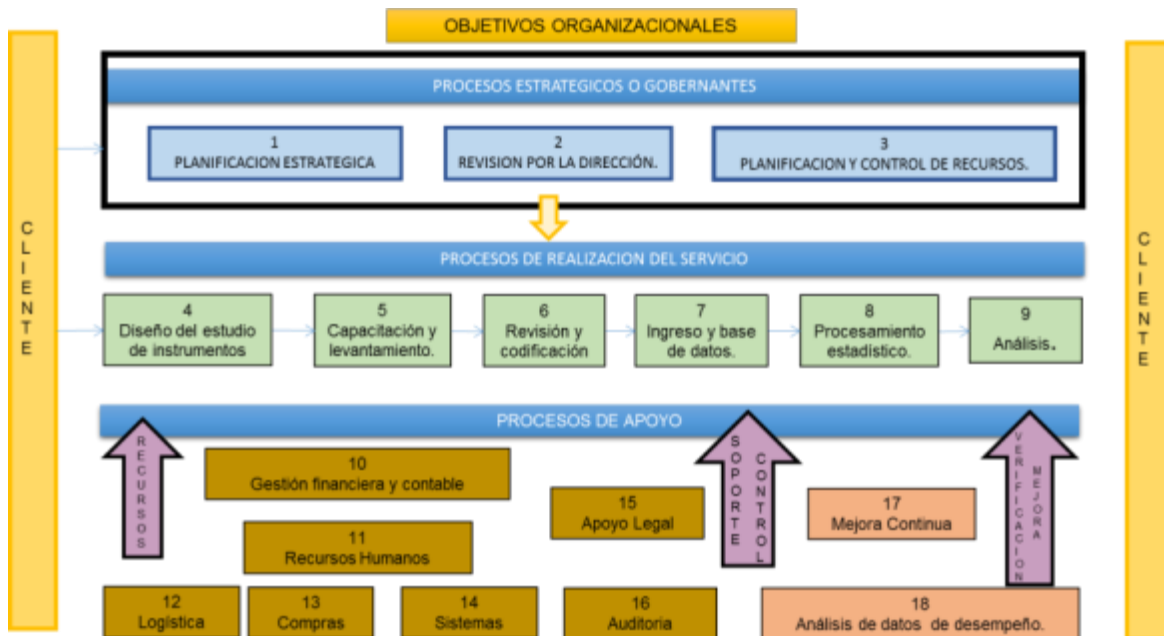 OBJETIVOS ORGANIZACIONALES
PROCESOS ESTRATEGICOS O GOBERNANTES
1
PLANIFICACION ESTRATEGICA
2
REVISION POR LA DIRECCIÓN.
3
PLANIFICACION Y CONTROL DE RECURSOS.
CLIENTE
PROCESOS DE REALIZACION DEL SERVICIO
4
Diseño del estudio
de instrumentos
5
Capacitación y
levantamiento.
6
Revisión y
codificación
7
Ingreso y base
de datos.
8
Procesamiento
estadístico.
9
Análisis.
CLIENTE
PROCESOS DE APOYO
RECURSOS
10
Gestión financiera y contable
11
Recursos Humanos
12
Logística
13
Compras
14
Sistemas
15
Apoyo Legal
16
Auditoria
SOPORTE
CONTROL
17
Mejora Continua
18
Análisis de datos de desempeño.
VERIFICACION
MEJORA